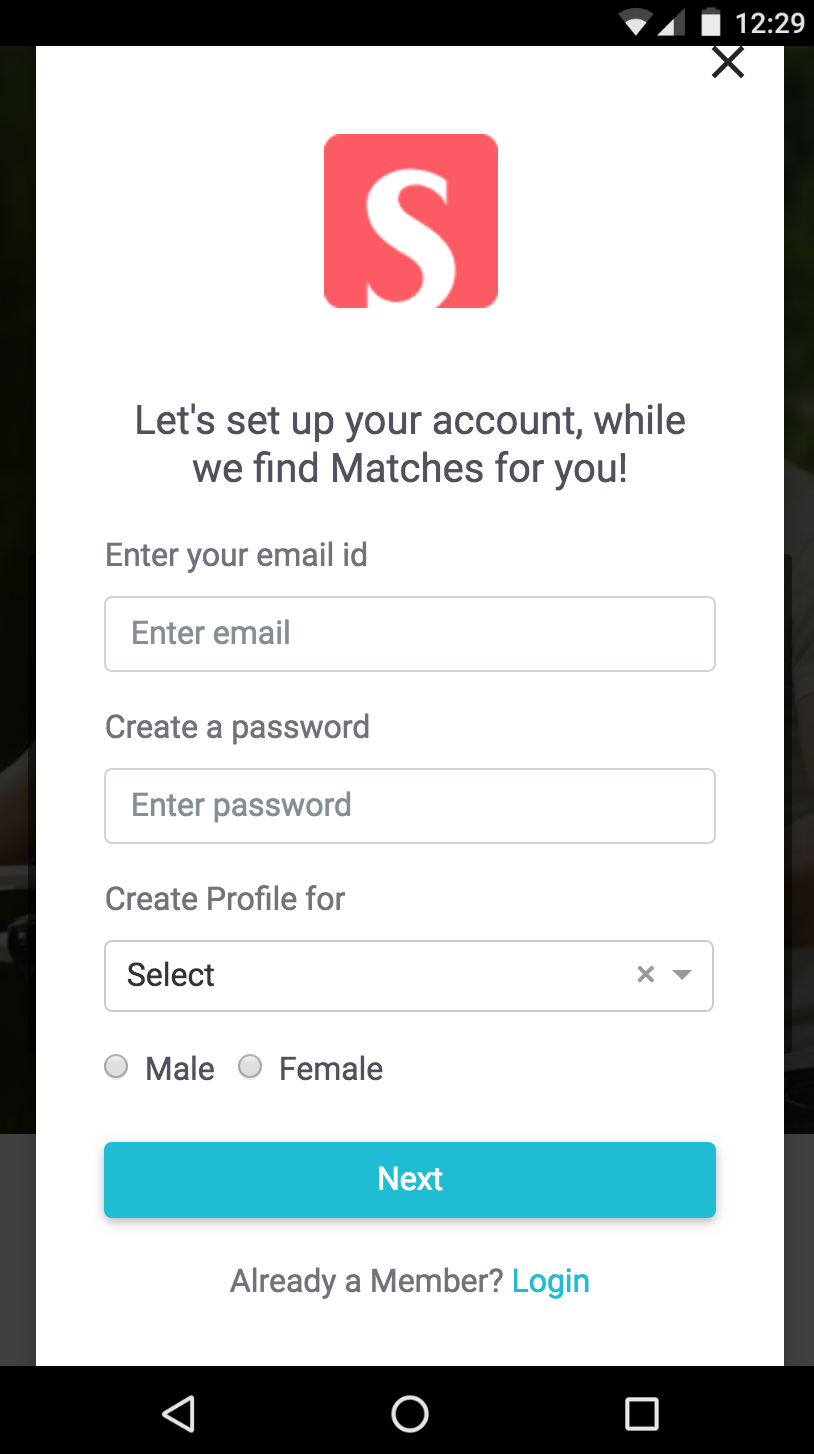 12:29
S
Let's set up your account, while
we find Matches for you!
Enter your email id
Enter email
Create a password
Enter password
Create Profile for
Select
Male Female
Next
Already a Member? Login